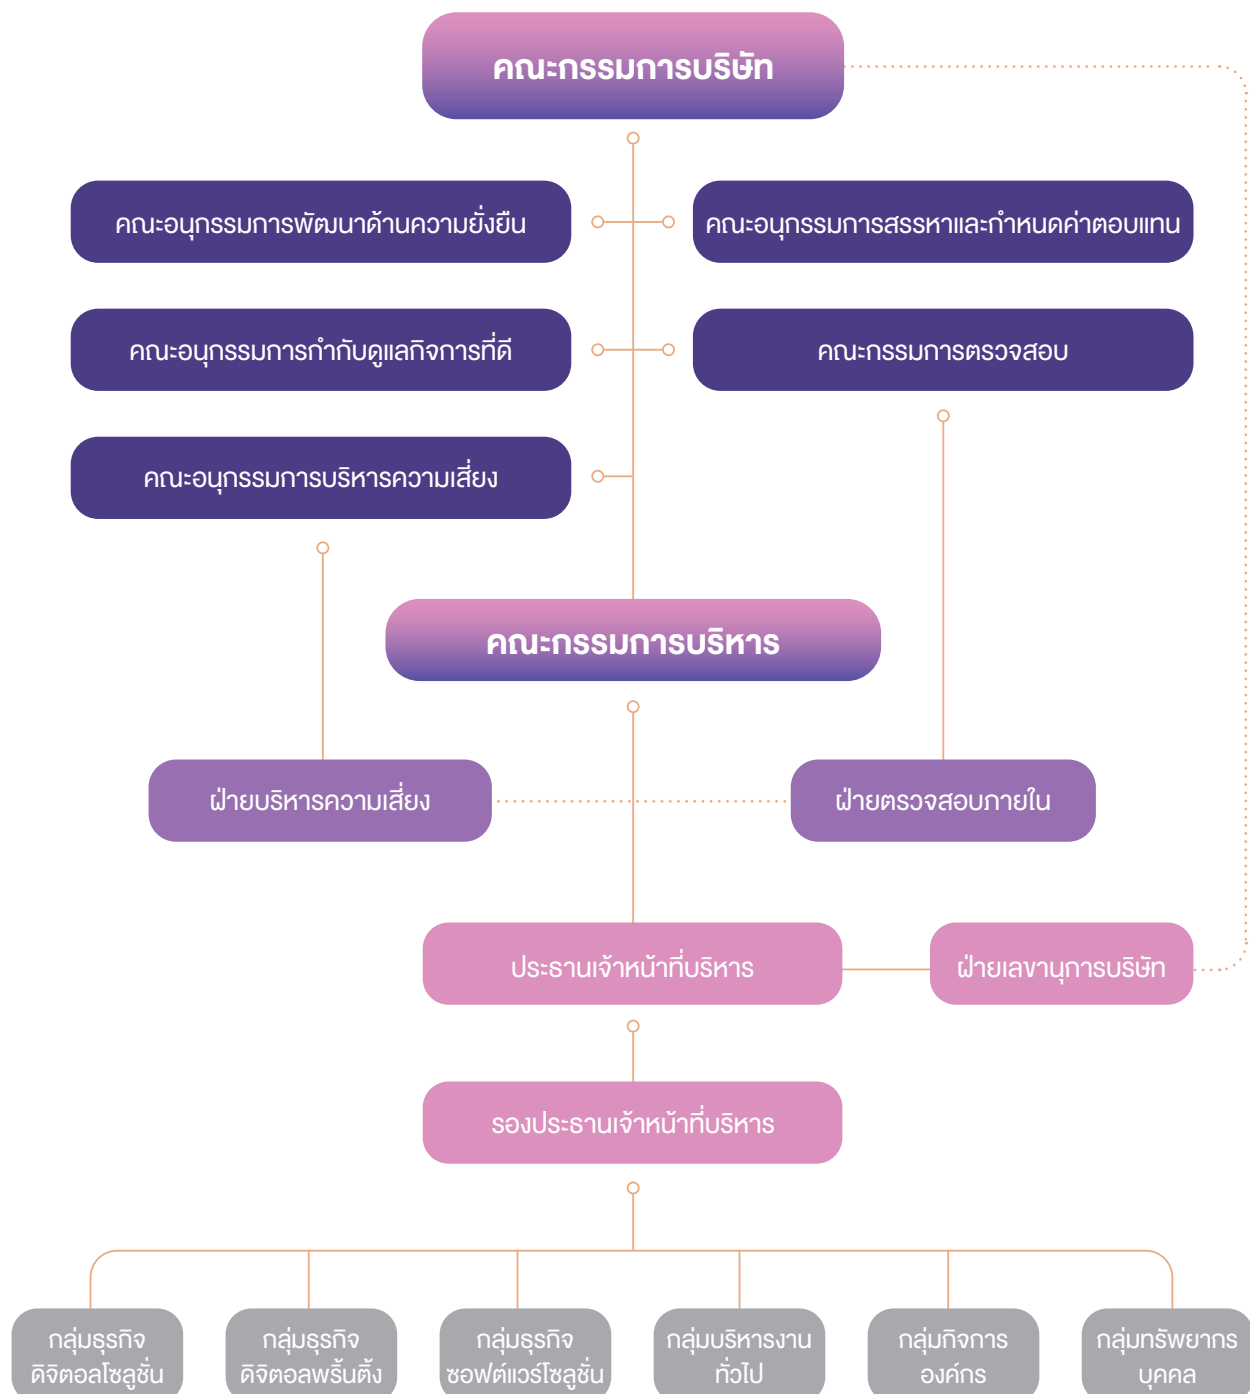 คณะกรรมการบริษัท
คณะอนุกรรมการพัฒนาด้านความยั่งยืน
คณะอนุกรรมการสรรหาและกำหนดค่าตอบแทน
คณะอนุกรรมการกำกับดูแลกิจการที่ดี
คณะกรรมการตรวจสอบ
คณะอนุกรรมการบริหารความเสี่ยง
คณะกรรมการบริหาร
ฝ่ายบริหารความเสี่ยง
ฝ่ายตรวจสอบภายใน
ประธานเจ้าหน้าที่บริหาร
ฝ่ายเลขานุการบริษัท
รองประธานเจ้าหน้าที่บริหาร
กลุ่มธุรกิจ
ดิจิตอลโซลูชั่น
กลุ่มธุรกิจ
ดิจิตอลพริ้นติ้ง
กลุ่มธุรกิจ
ซอฟต์แวร์โซลูชั่น
กลุ่มบริหารงาน
ทั่วไป
กลุ่มกิจการ
องค์กร
กลุ่มทรัพยากร
บุคคล